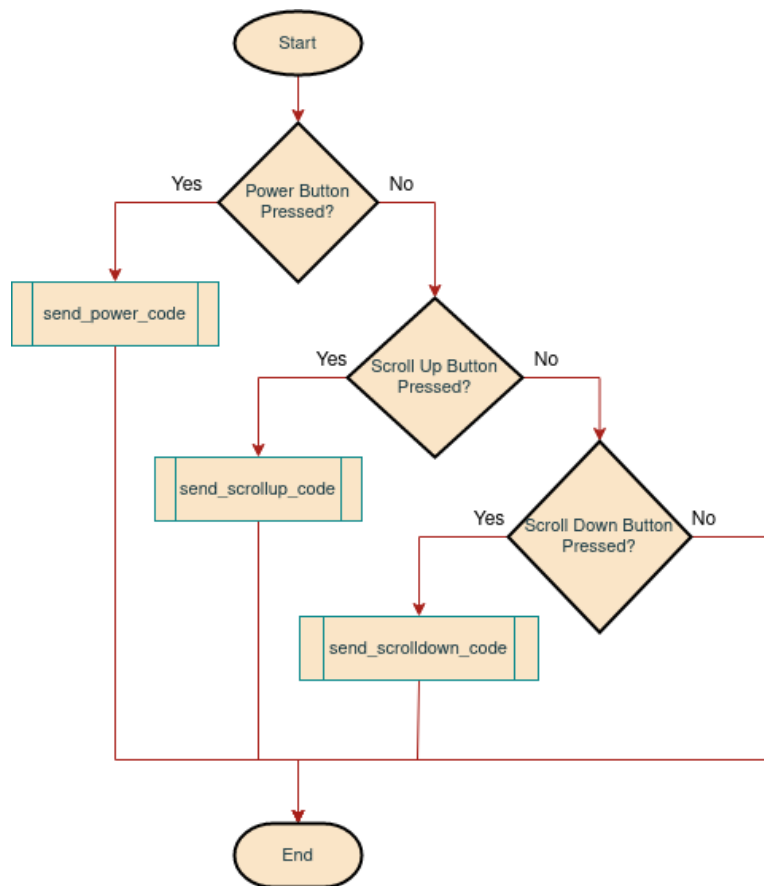 Start
Yes
Power Button
Pressed?
No
send_power_code
Yes
Scroll Up Button
Pressed?
No
send_scrollup_code
Yes
Scroll Down Button
Pressed?
No
send_scrolldown_code
End